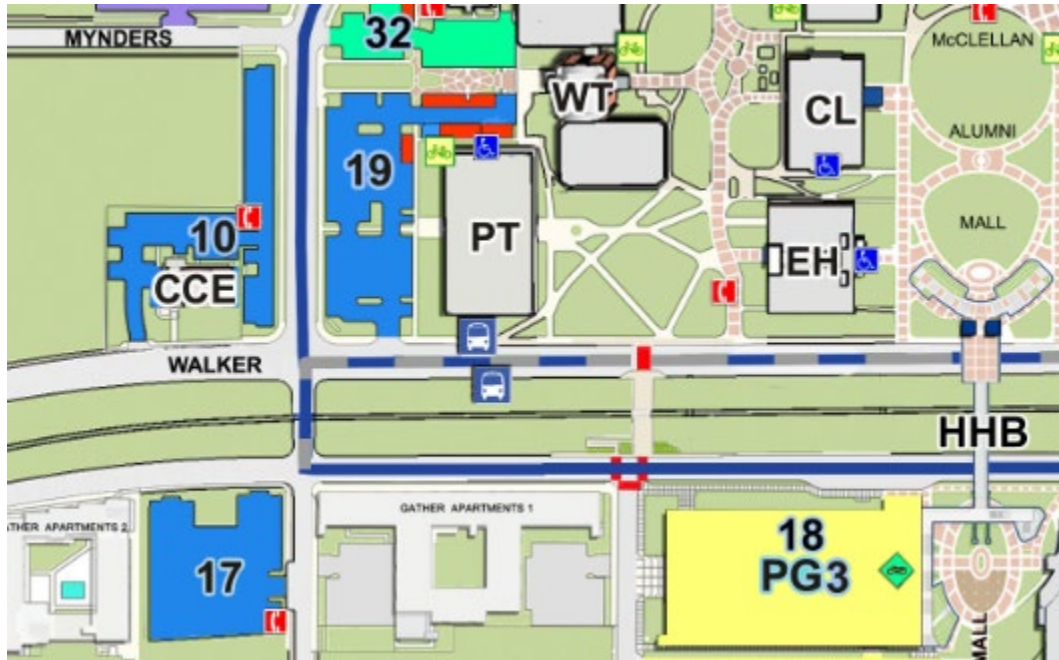 MYNDERS
32
WT
CL
McCLELLAN
ALUMNI
MALL
19
PT
EH
10
CCE
WALKER
HHB
GATHER APARTMENTS 1
THER APARTMENTS 2
17
18
PG3
MALL